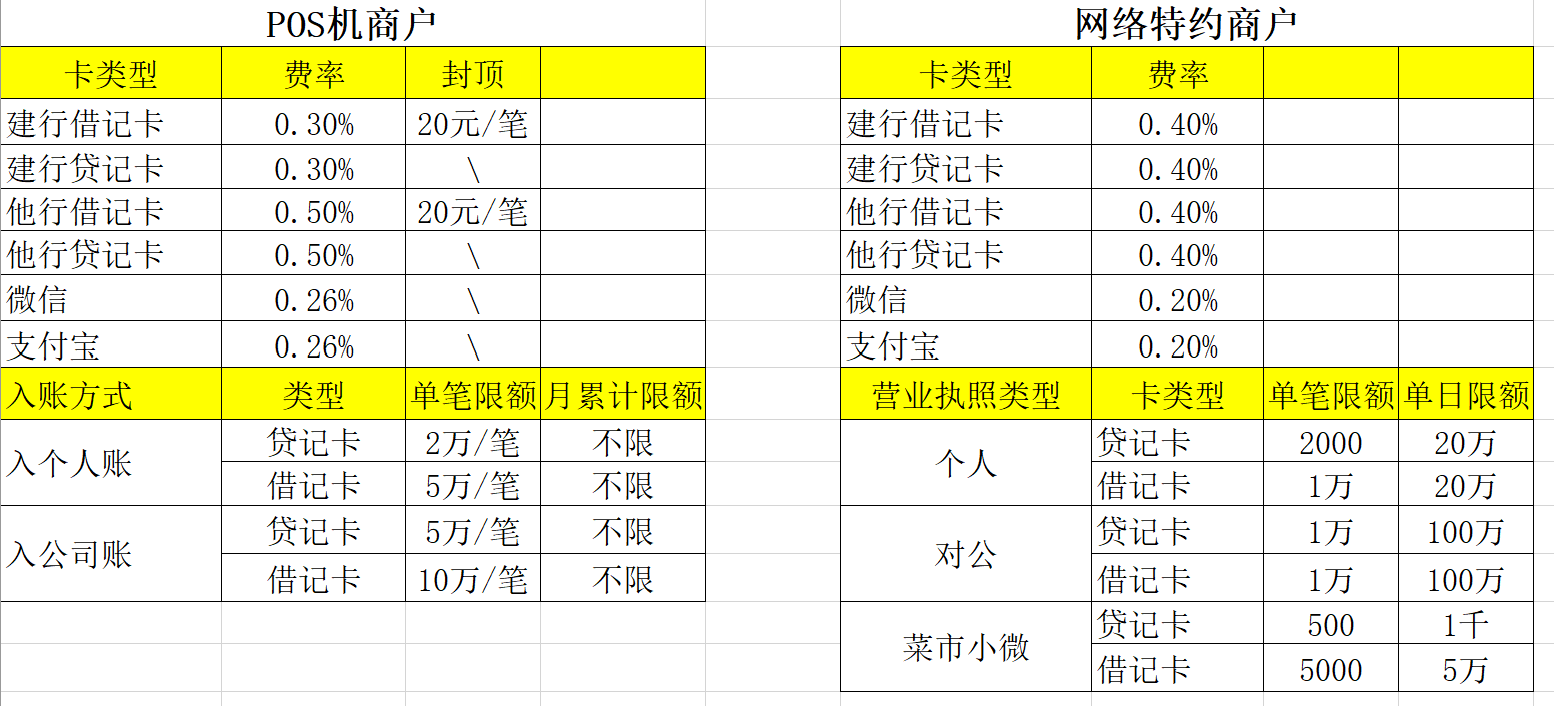 POS机商户
卡类型 费率 封顶
建行借记卡 0.30% 20元/笔
建行贷记卡 0.30% \
他行借记卡 0.50% 20元/笔
他行贷记卡 0.50% \
微信 0.26% \
支付宝 0.26% \
入账方式 类型 单笔限额 月累计限额
入个人账
贷记卡 2万/笔 不限
借记卡 5万/笔 不限
入公司账
贷记卡 5万/笔 不限
借记卡 10万/笔 不限
网络特约商户
卡类型 费率
建行借记卡 0.40%
建行贷记卡 0.40%
他行借记卡 0.40%
他行贷记卡 0.40%
微信 0.20%
支付宝 0.20%
营业执照类型 卡类型 单笔限额 单日限额
个人
贷记卡 2000 20万
借记卡 1万 20万
对公
贷记卡 1万 100万
借记卡 1万 100万
菜市小微
贷记卡 500 1千
借记卡 5000 5万